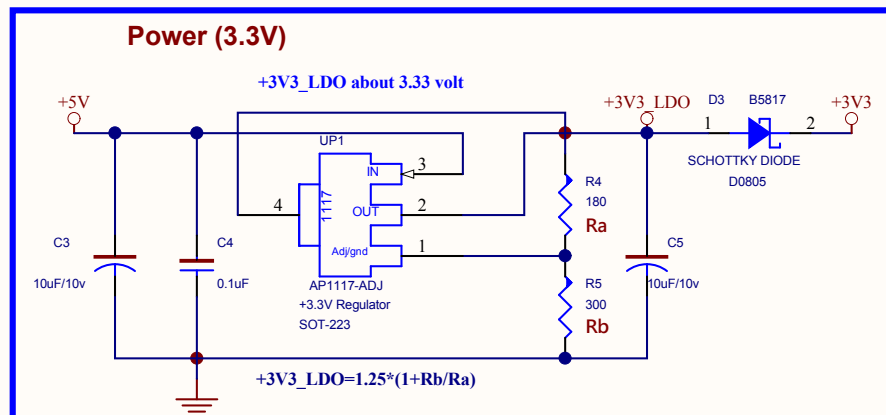 Power (3.3V)
+3V3_LDO about 3.33 volt
+5V
+3V3_LDO
D3
B5817
+3V3
1
2
SCHOTTKY DIODE
D0805
UP1
IN
3
1117
4
OUT
2
Adj/gnd
1
R4
180
Ra
C3
10uF/10v
C4
0.1uF
AP1117-ADJ
+3.3V Regulator
SOT-223
R5
300
Rb
C5
10uF/10v
+3V3_LDO=1.25*(1+Rb/Ra)